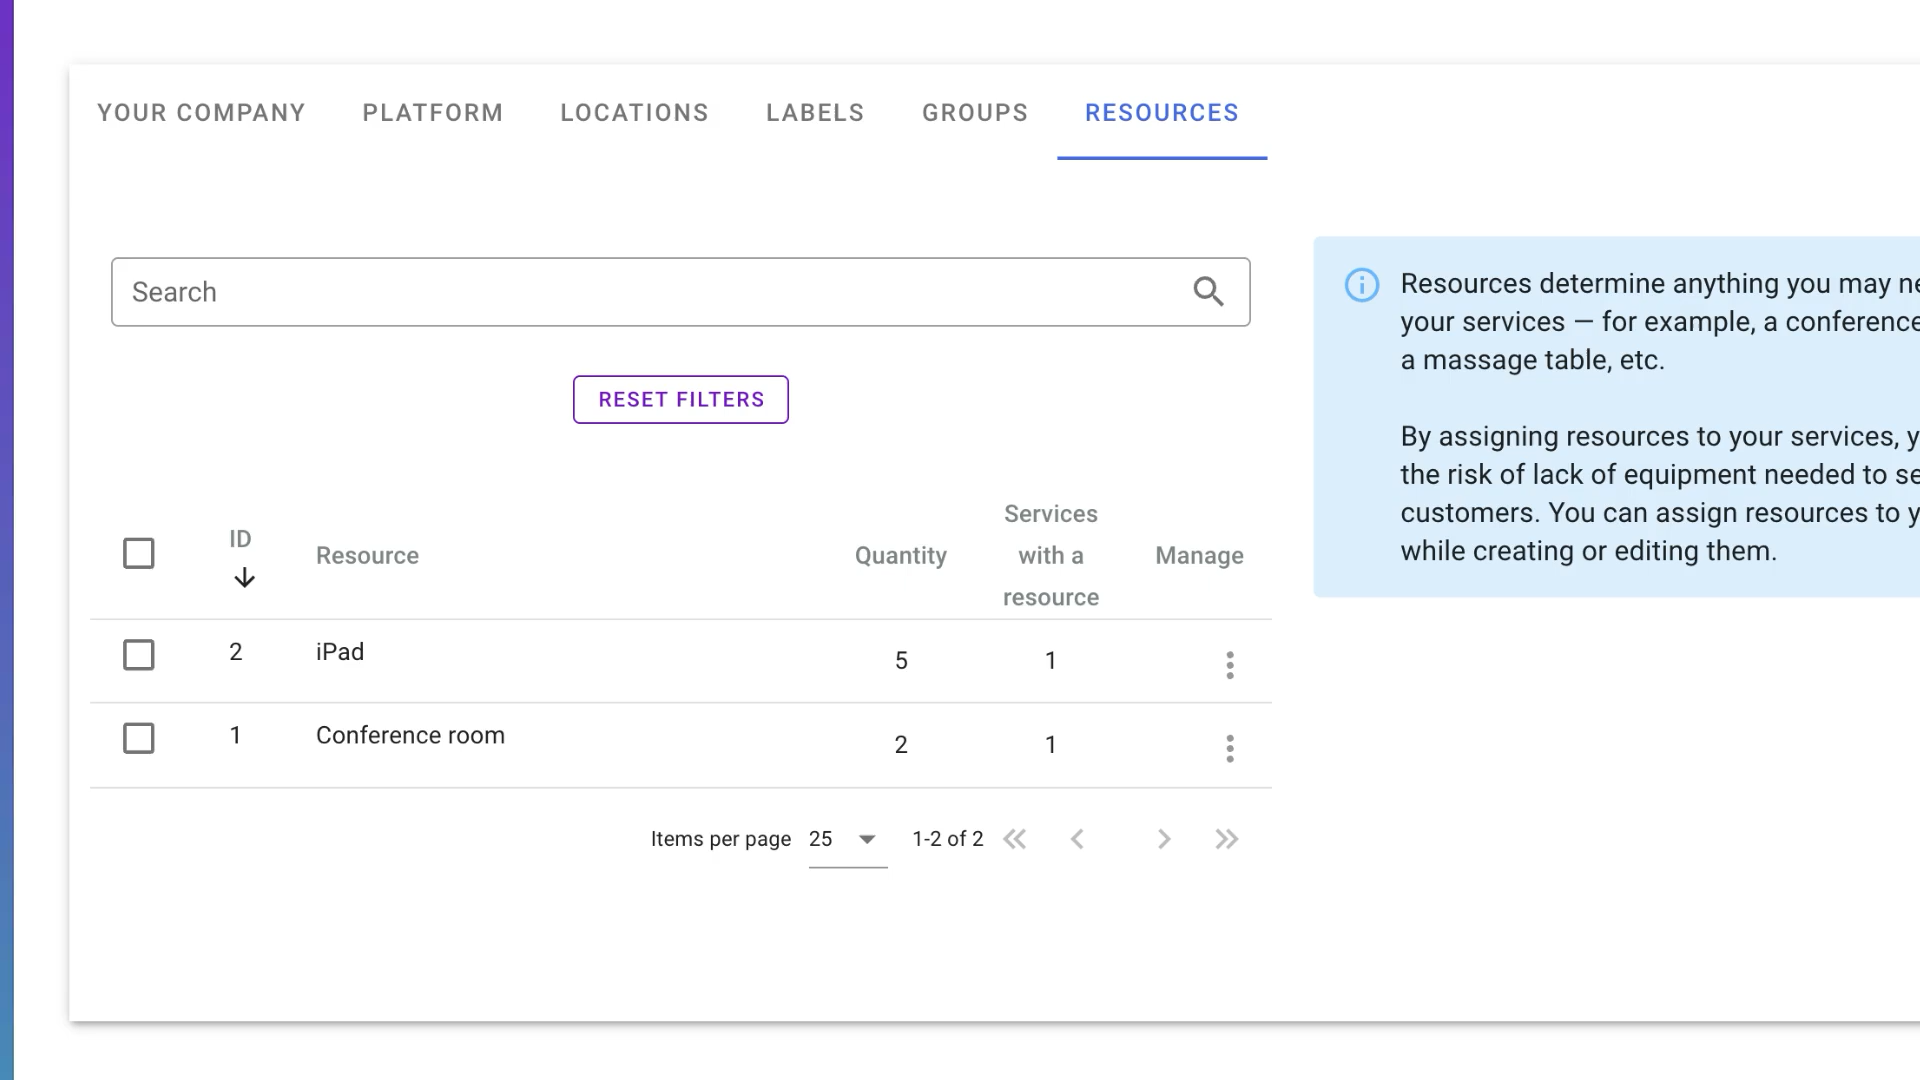 YOUR COMPANY PLATFORM LOCATIONS LABELS GROUPS RESOURCES
Search
RESET FILTERS
ID Resource Quantity Services with a resource Manage
2 iPad 5 1
1 Conference room 2 1
Items per page 25 1-2 of 2
Resources determine anything you may
your services — for example, a conference
a massage table, etc.
By assigning resources to your services,
the risk of lack of equipment needed to
customers. You can assign resources to
while creating or editing them.